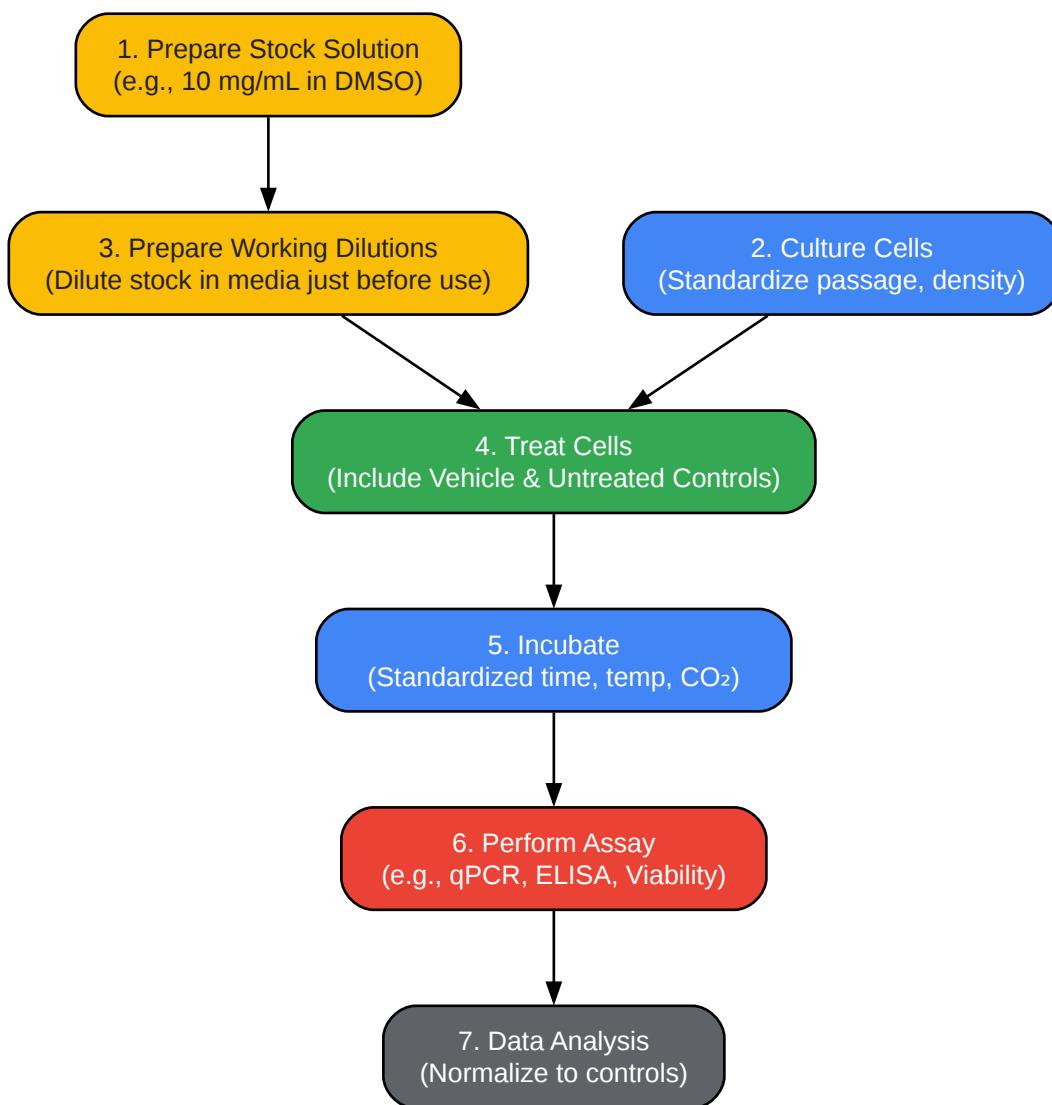 1. Prepare Stock Solution
(e.g., 10 mg/mL in DMSO)
3. Prepare Working Dilutions
(Dilute stock in media just before use)
2. Culture Cells
(Standardize passage, density)
4. Treat Cells
(Include Vehicle & Untreated Controls)
5. Incubate
(Standardized time, temp, CO₂)
6. Perform Assay
(e.g., qPCR, ELISA, Viability)
7. Data Analysis
(Normalize to controls)